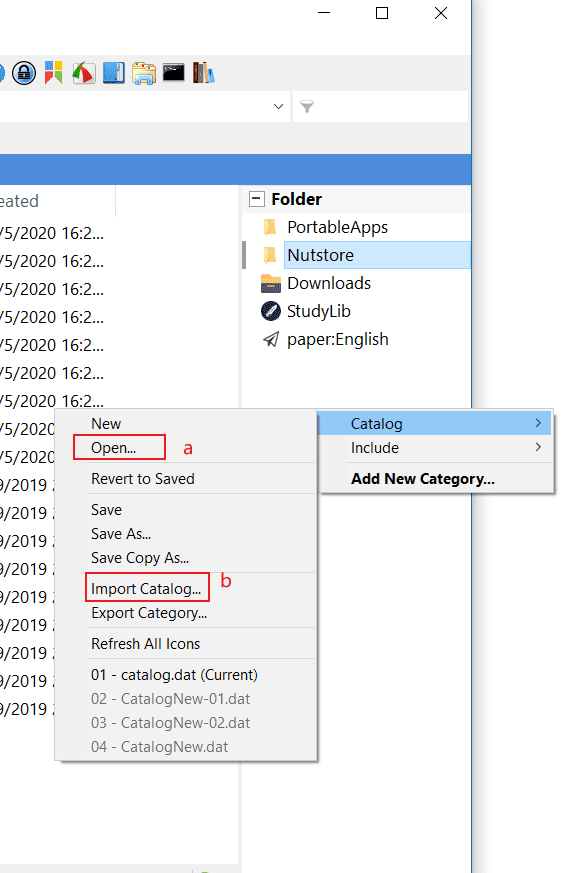 eated
/5/2020 16:2...
/5/2020 16:2...
/5/2020 16:2...
/5/2020 16:2...
/5/2020 16:2...
/5/2020 16:2...
/5/2020 16:2...
/5/202
/5/202
9/2019
9/2019
9/2019
9/2019
9/2019
9/2019
9/2019
9/2019
9/2019
Folder
PortableApps
Nutstore
Downloads
StudyLib
paper:English
Catalog
Include
Add New Category...
New
Open...
a
Revert to Saved
Save
Save As...
Save Copy As...
Import Catalog...
b
Export Category...
Refresh All Icons
01 - catalog.dat (Current)
02 - CatalogNew-01.dat
03 - CatalogNew-02.dat
04 - CatalogNew.dat